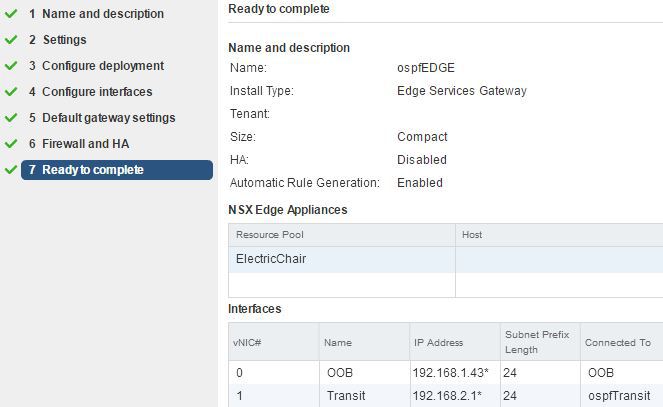 1 Name and description
2 Settings
3 Configure deployment
4 Configure interfaces
5 Default gateway settings
6 Firewall and HA
7 Ready to complete
Ready to complete
Name and description
Name: ospfEDGE
Install Type: Edge Services Gateway
Tenant:
Size: Compact
HA: Disabled
Automatic Rule Generation: Enabled
NSX Edge Appliances
Resource Pool Host
ElectricChair
Interfaces
vNIC# Name IP Address Subnet Prefix Length Connected To
0 OOB 192.168.1.43* 24 OOB
1 Transit 192.168.2.1* 24 ospfTransit